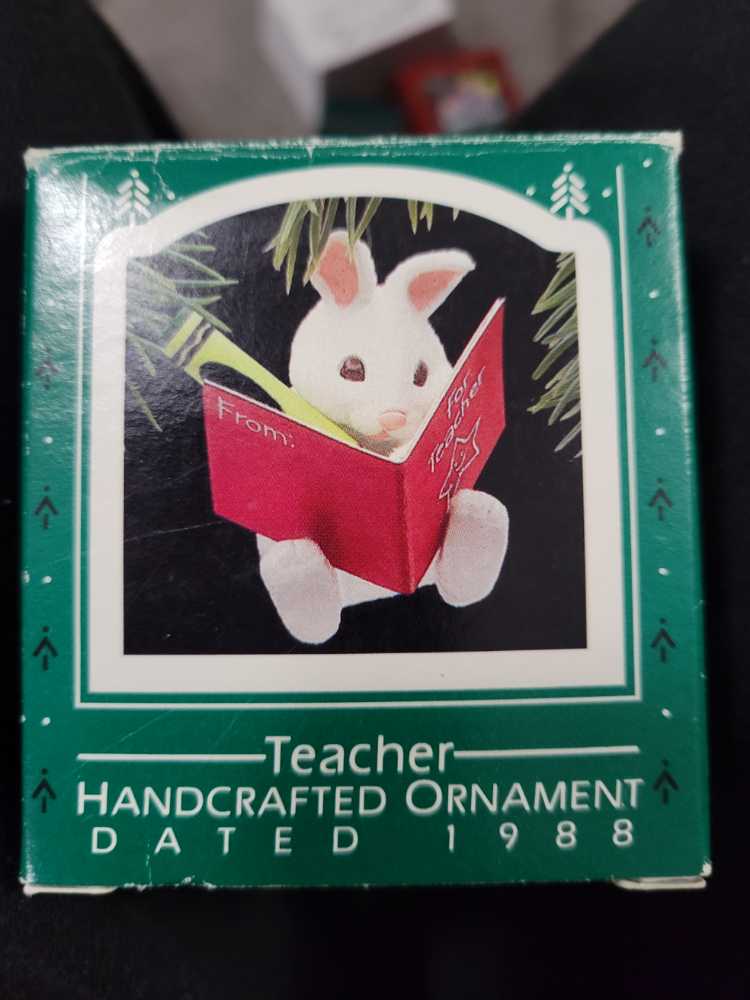 From:
For
Teacher
Teacher
HANDCRAFTED ORNAMENT
DATED 1988